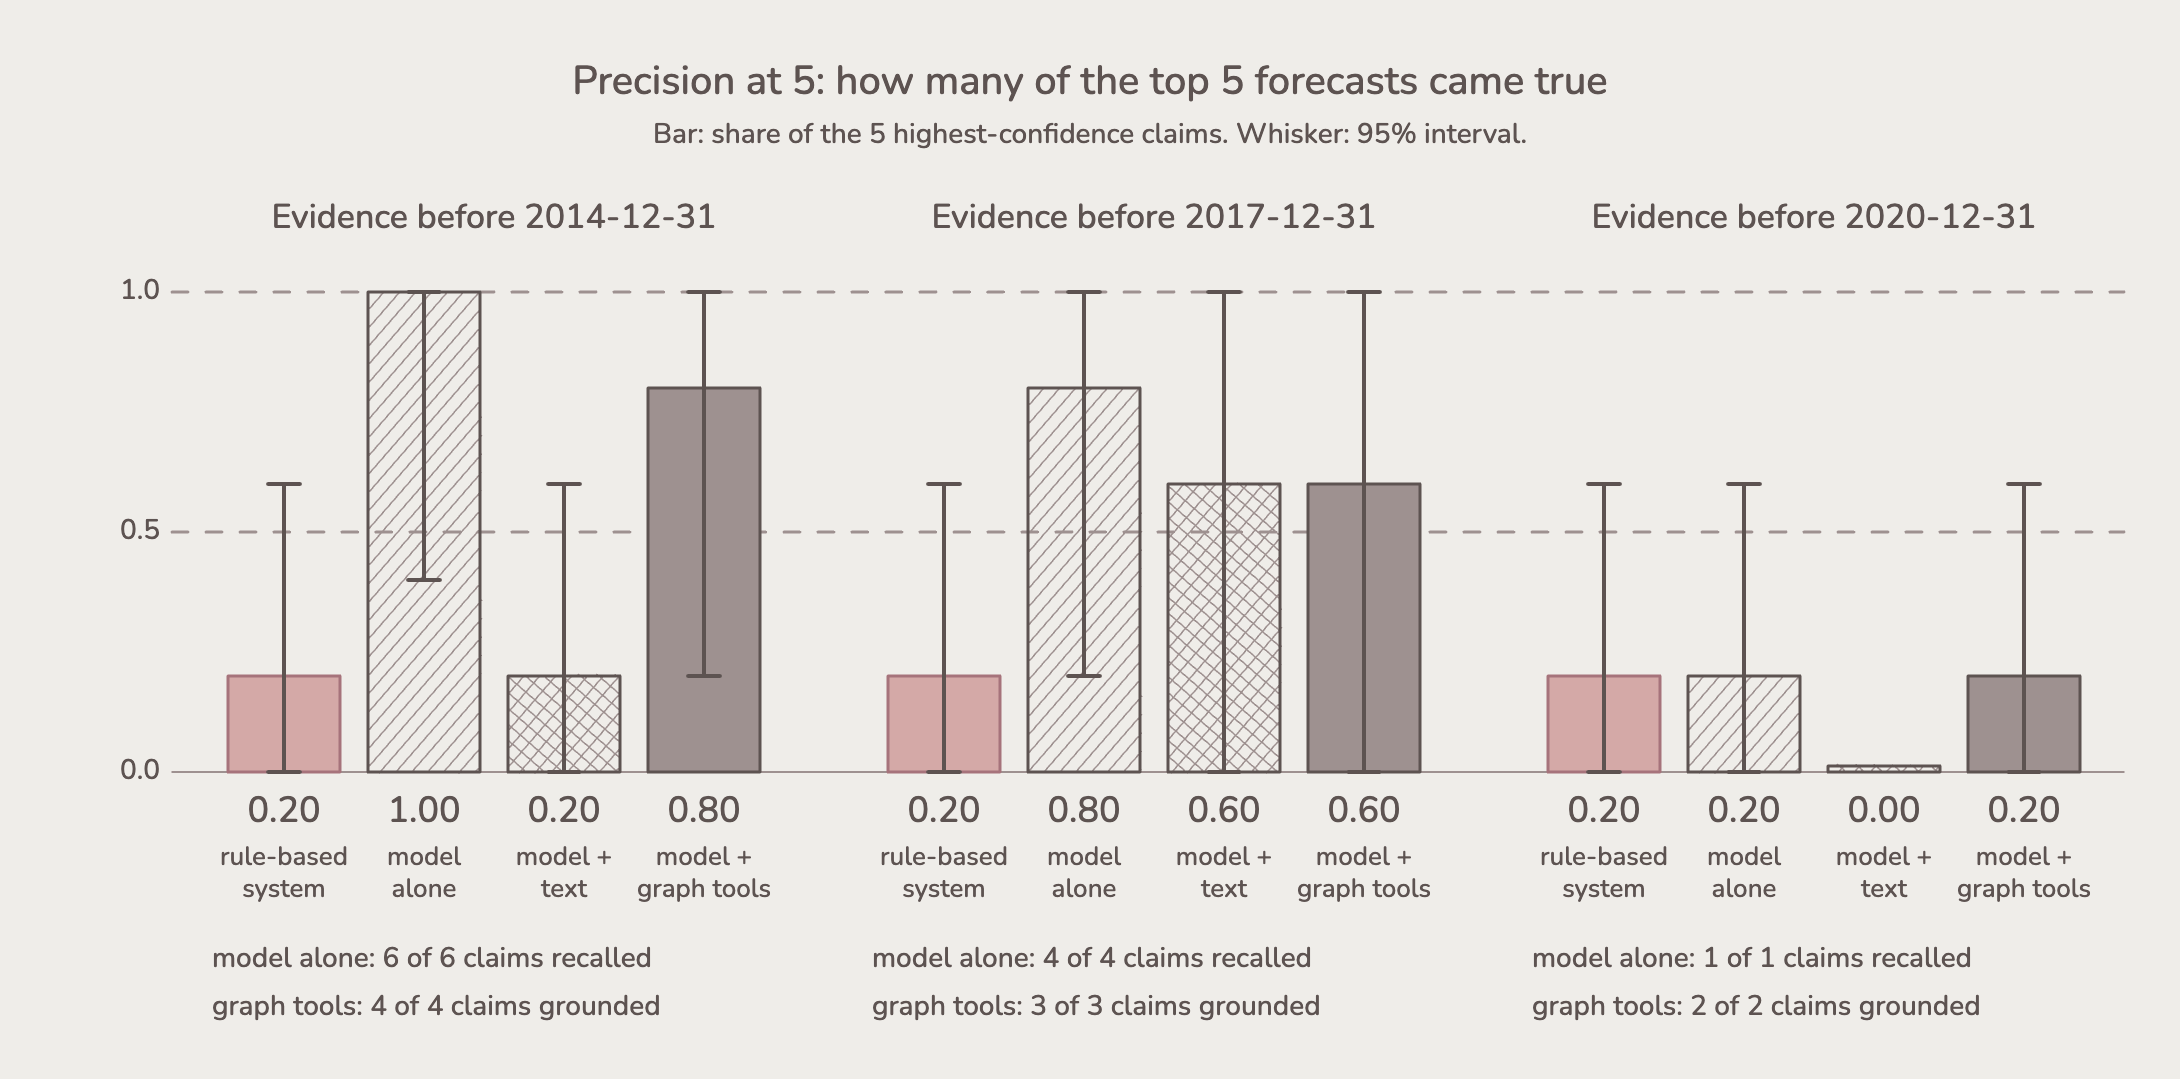 Precision at 5: how many of the top 5 forecasts came true
Bar: share of the 5 highest-confidence claims. Whisker: 95% interval.
Evidence before 2014-12-31
Evidence before 2017-12-31
Evidence before 2020-12-31
1.0
0.5
0.0
0.20 1.00 0.20 0.80
rule-based model model + model +
system alone text graph tools
model alone: 6 of 6 claims recalled
graph tools: 4 of 4 claims grounded
0.20 0.80 0.60 0.60
rule-based model model + model +
system alone text graph tools
model alone: 4 of 4 claims recalled
graph tools: 3 of 3 claims grounded
0.20 0.20 0.00 0.20
rule-based model model + model +
system alone text graph tools
model alone: 1 of 1 claims recalled
graph tools: 2 of 2 claims grounded